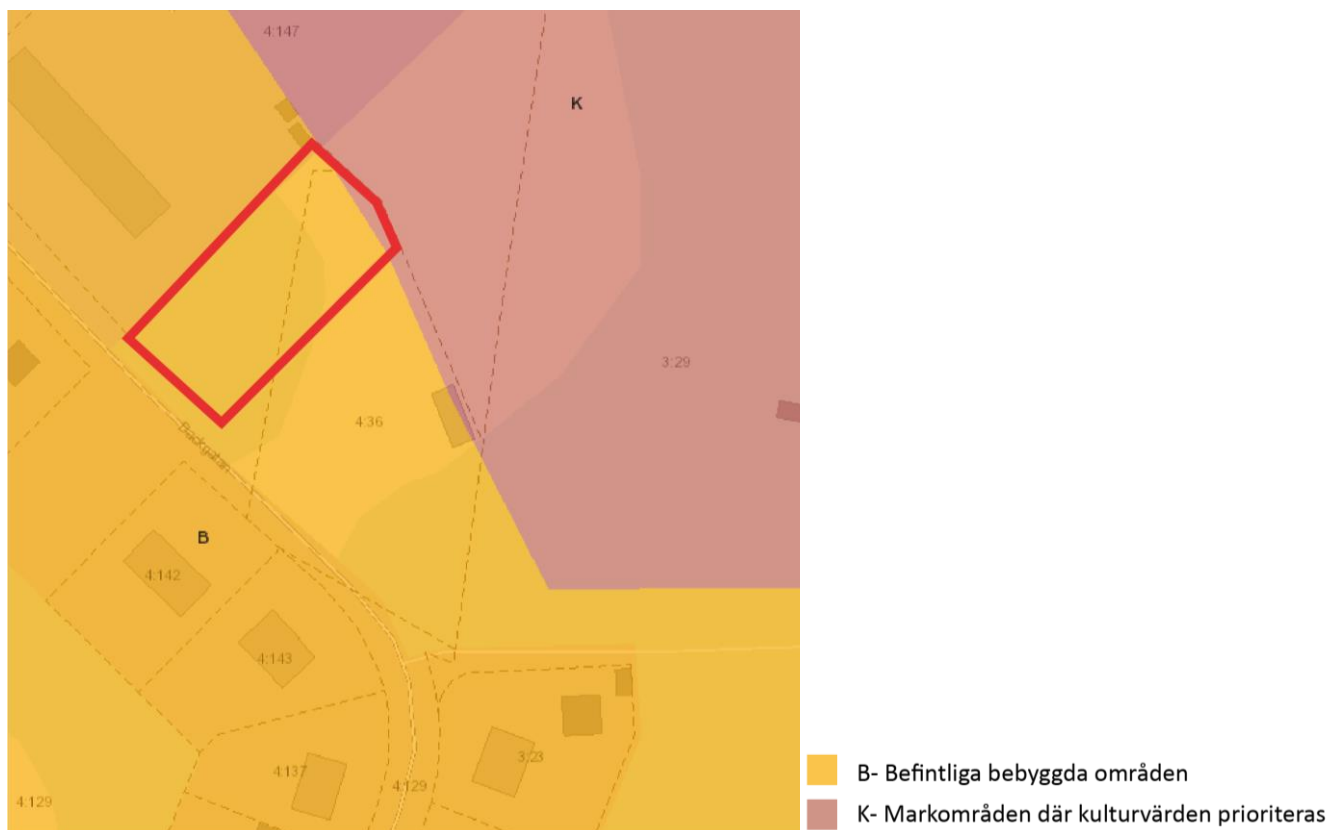 4:147
K
3:29
4:36
Backgatan
B
4:142
4:143
3:23
4:137
4:129
4:129
B- Befintliga bebyggda områden
K- Markområden där kulturvärden prioriteras